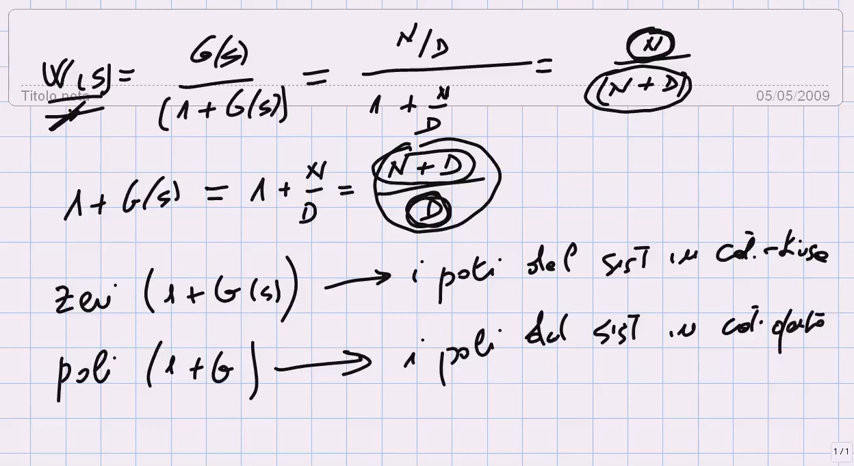 W(s) = G(s) / (1 + G(s)) = N/D / 1 + N/D = N / (N + D)
Titolo nota 05/05/2009
1 + G(s) = 1 + N/D = N + D / D
zeri (1 + G(s)) → i poli del sist in cat. chiusa
poli (1 + G) → i poli del sist in cat. aperta
1/1